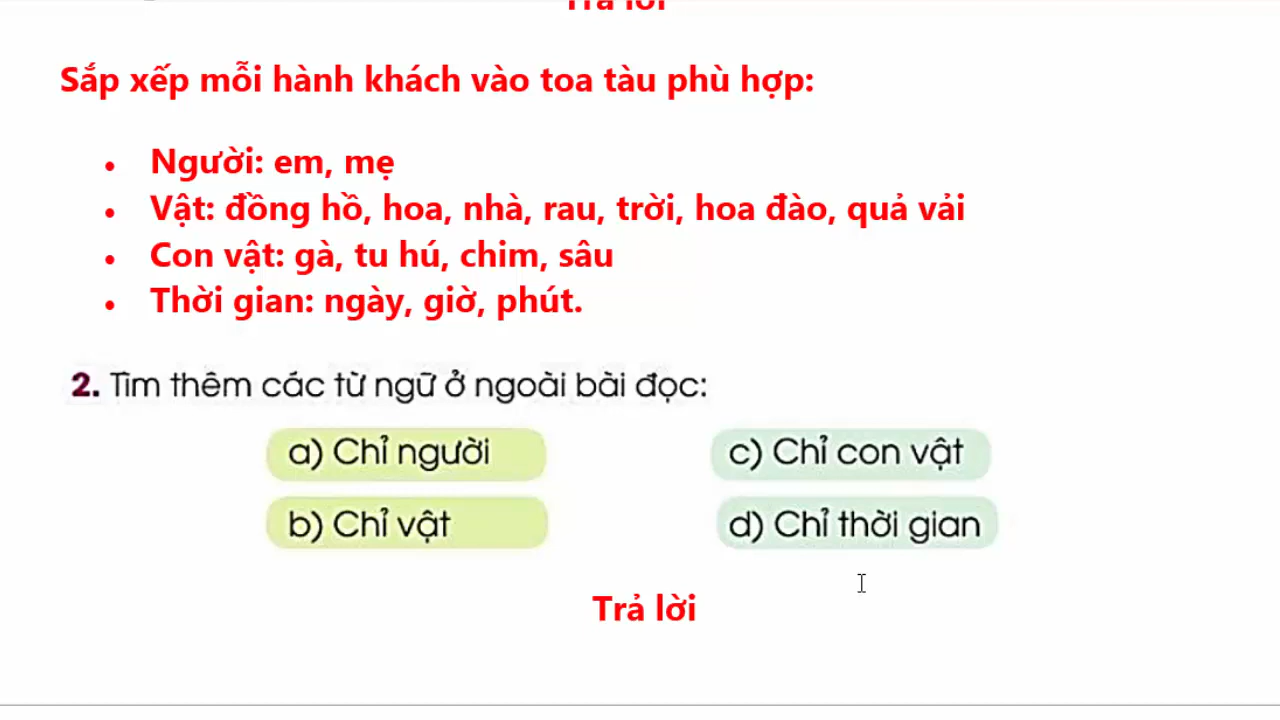 Trả lời
Sắp xếp mỗi hành khách vào toa tàu phù hợp:
• Người: em, mẹ
• Vật: đồng hồ, hoa, nhà, rau, trời, hoa đào, quả vải
• Con vật: gà, tu hú, chim, sâu
• Thời gian: ngày, giờ, phút.
2. Tìm thêm các từ ngữ ở ngoài bài đọc:
a) Chỉ người
c) Chỉ con vật
b) Chỉ vật
d) Chỉ thời gian
Trả lời